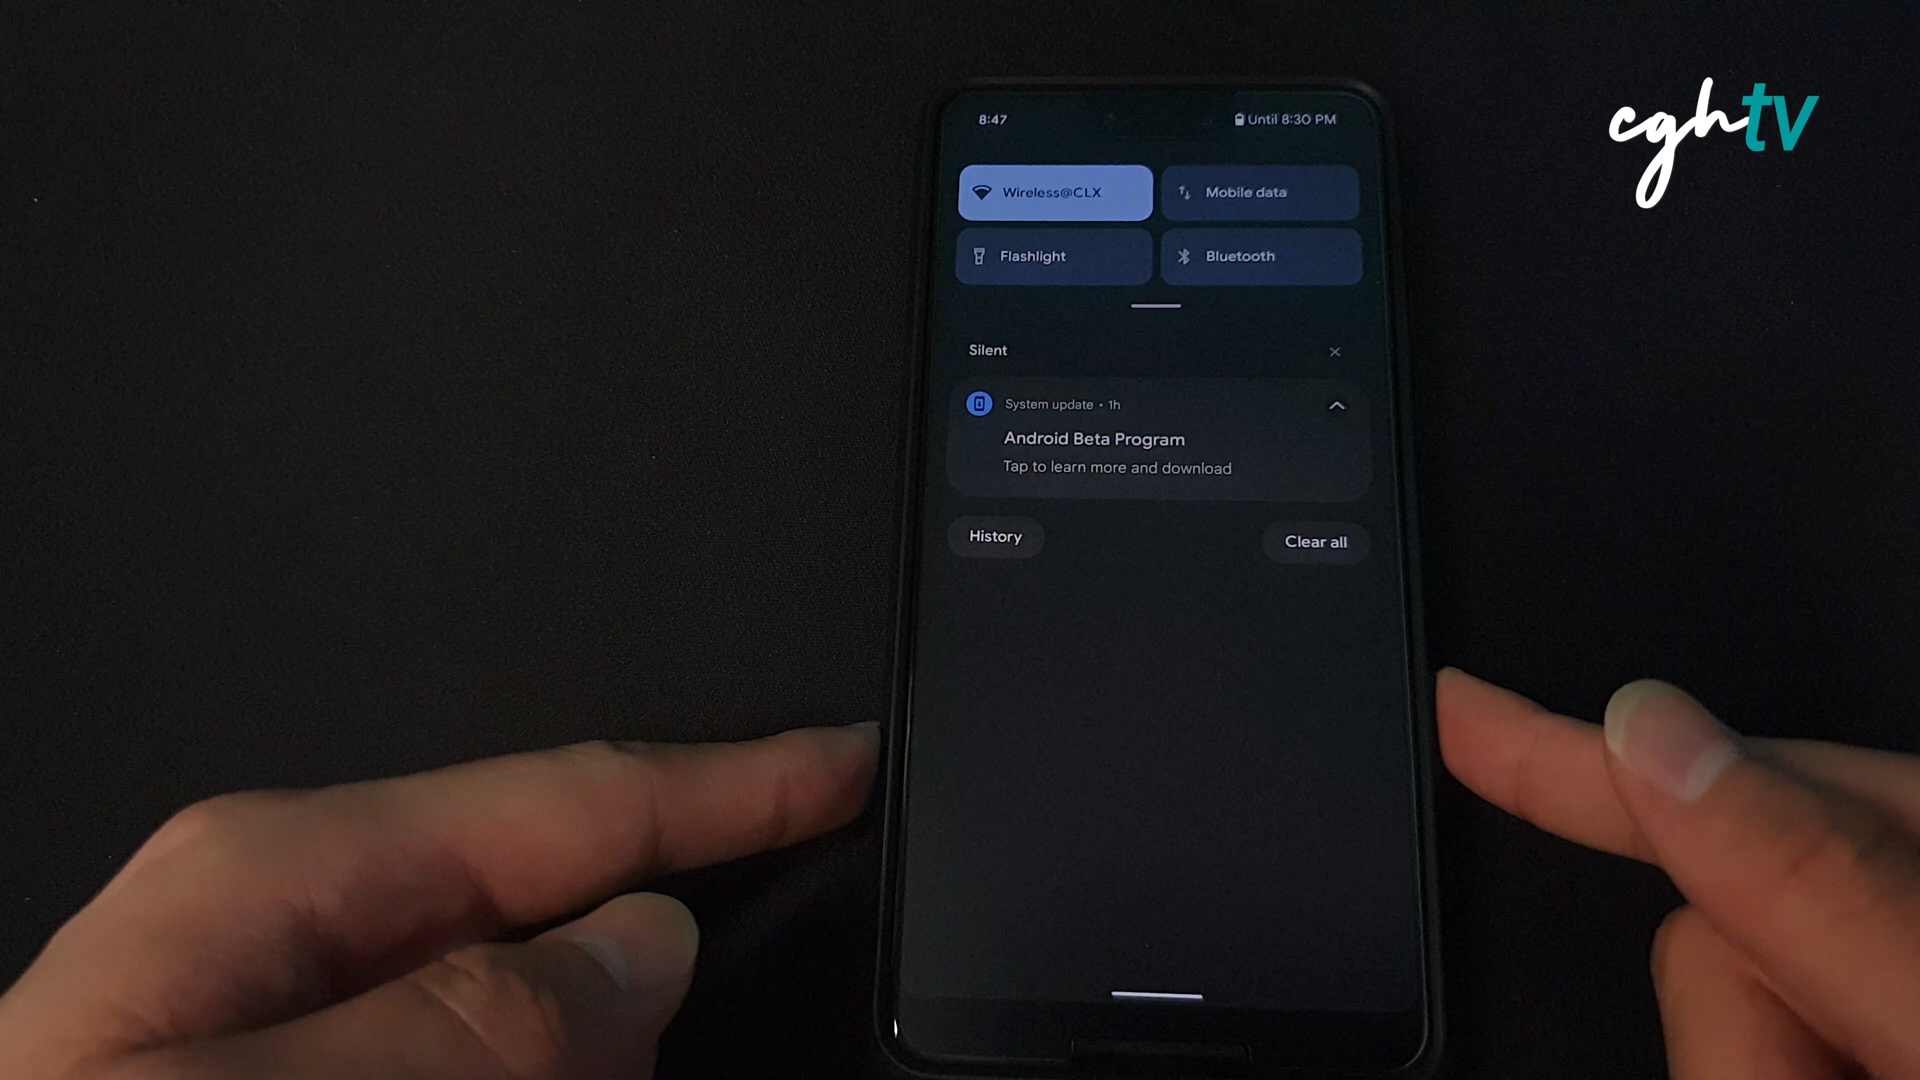 cghtv
8:47
Until 8:30 PM
Wireless@CLX
Mobile data
Flashlight
Bluetooth
Silent
System update • 1h
Android Beta Program
Tap to learn more and download
History
Clear all